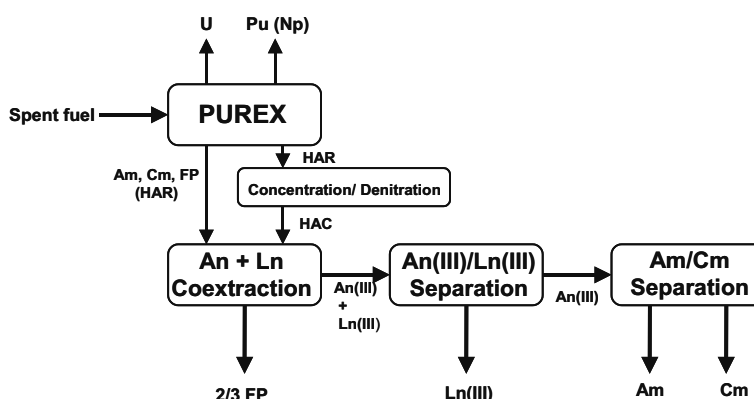 U
Pu (Np)
Spent fuel
PUREX
HAR
Am, Cm, FP
(HAR)
Concentration/ Denitration
HAC
An + Ln
Coextraction
An(III)
+
Ln(III)
An(III)/Ln(III)
Separation
An(III)
Am/Cm
Separation
2/3 FP
Ln(III)
Am
Cm